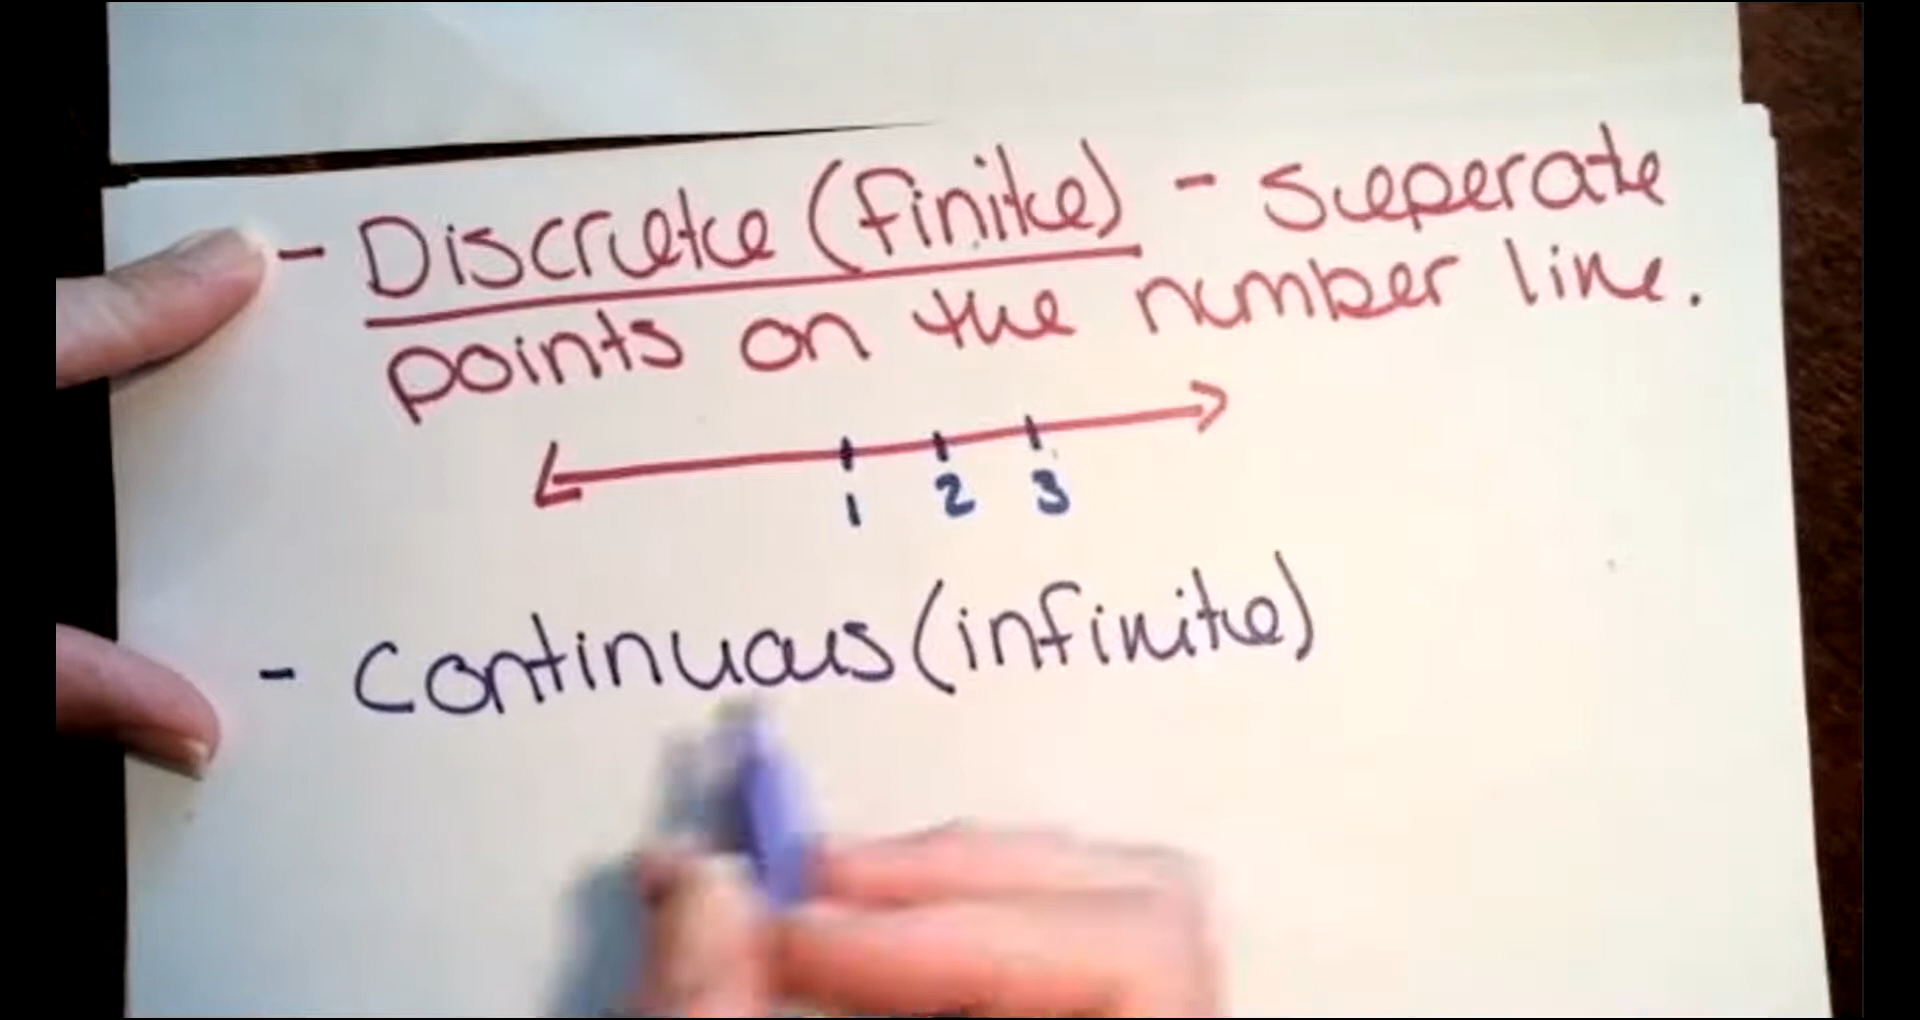 - Discrete (finite) - seperate
points on the number line.
1 2 3
- continuous (infinite)